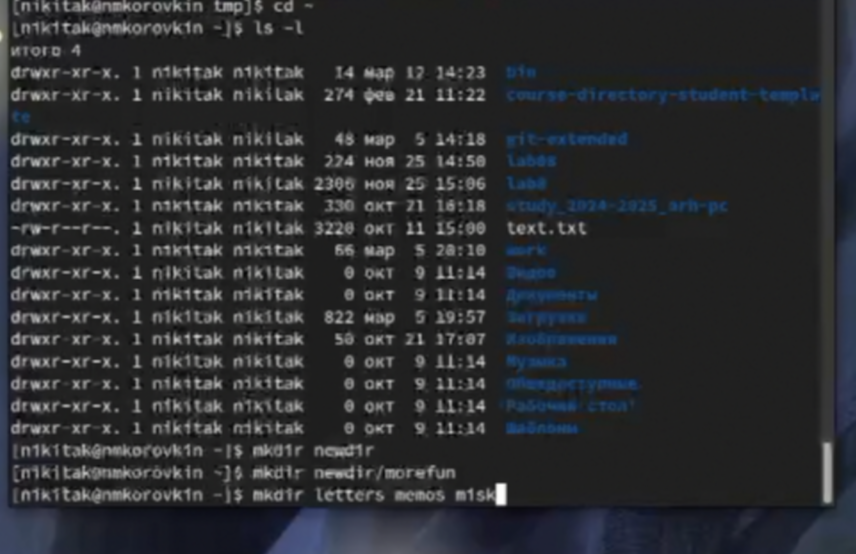 [nikitak@nmkorovkin tmp]$ cd ~
[nikitak@nmkorovkin ~]$ ls -l
итого 4
drwxr-xr-x. 1 nikitak nikitak 14 мар 12 14:23 bin
drwxr-xr-x. 1 nikitak nikitak 274 фев 21 11:22 course-directory-student-templa
te
drwxr-xr-x. 1 nikitak nikitak 48 мар 5 14:18 git-extended
drwxr-xr-x. 1 nikitak nikitak 224 ноя 25 14:50 lab08
drwxr-xr-x. 1 nikitak nikitak 2306 ноя 25 15:06 lab8
drwxr-xr-x. 1 nikitak nikitak 330 окт 21 16:18 study_2024-2025_arh-pc
-rw-r--r--. 1 nikitak nikitak 3220 окт 11 15:00 text.txt
drwxr-xr-x. 1 nikitak nikitak 66 мар 5 20:10 work
drwxr-xr-x. 1 nikitak nikitak 0 окт 9 11:14 Видео
drwxr-xr-x. 1 nikitak nikitak 0 окт 9 11:14 Документы
drwxr-xr-x. 1 nikitak nikitak 822 мар 5 19:57 Загрузки
drwxr-xr-x. 1 nikitak nikitak 50 окт 21 17:07 Изображения
drwxr-xr-x. 1 nikitak nikitak 0 окт 9 11:14 Музыка
drwxr-xr-x. 1 nikitak nikitak 0 окт 9 11:14 Общедоступные
drwxr-xr-x. 1 nikitak nikitak 0 окт 9 11:14 'Рабочий стол'
drwxr-xr-x. 1 nikitak nikitak 0 окт 9 11:14 Шаблоны
[nikitak@nmkorovkin ~]$ mkdir newdir
[nikitak@nmkorovkin ~]$ mkdir newdir/morefun
[nikitak@nmkorovkin ~]$ mkdir letters memos misk